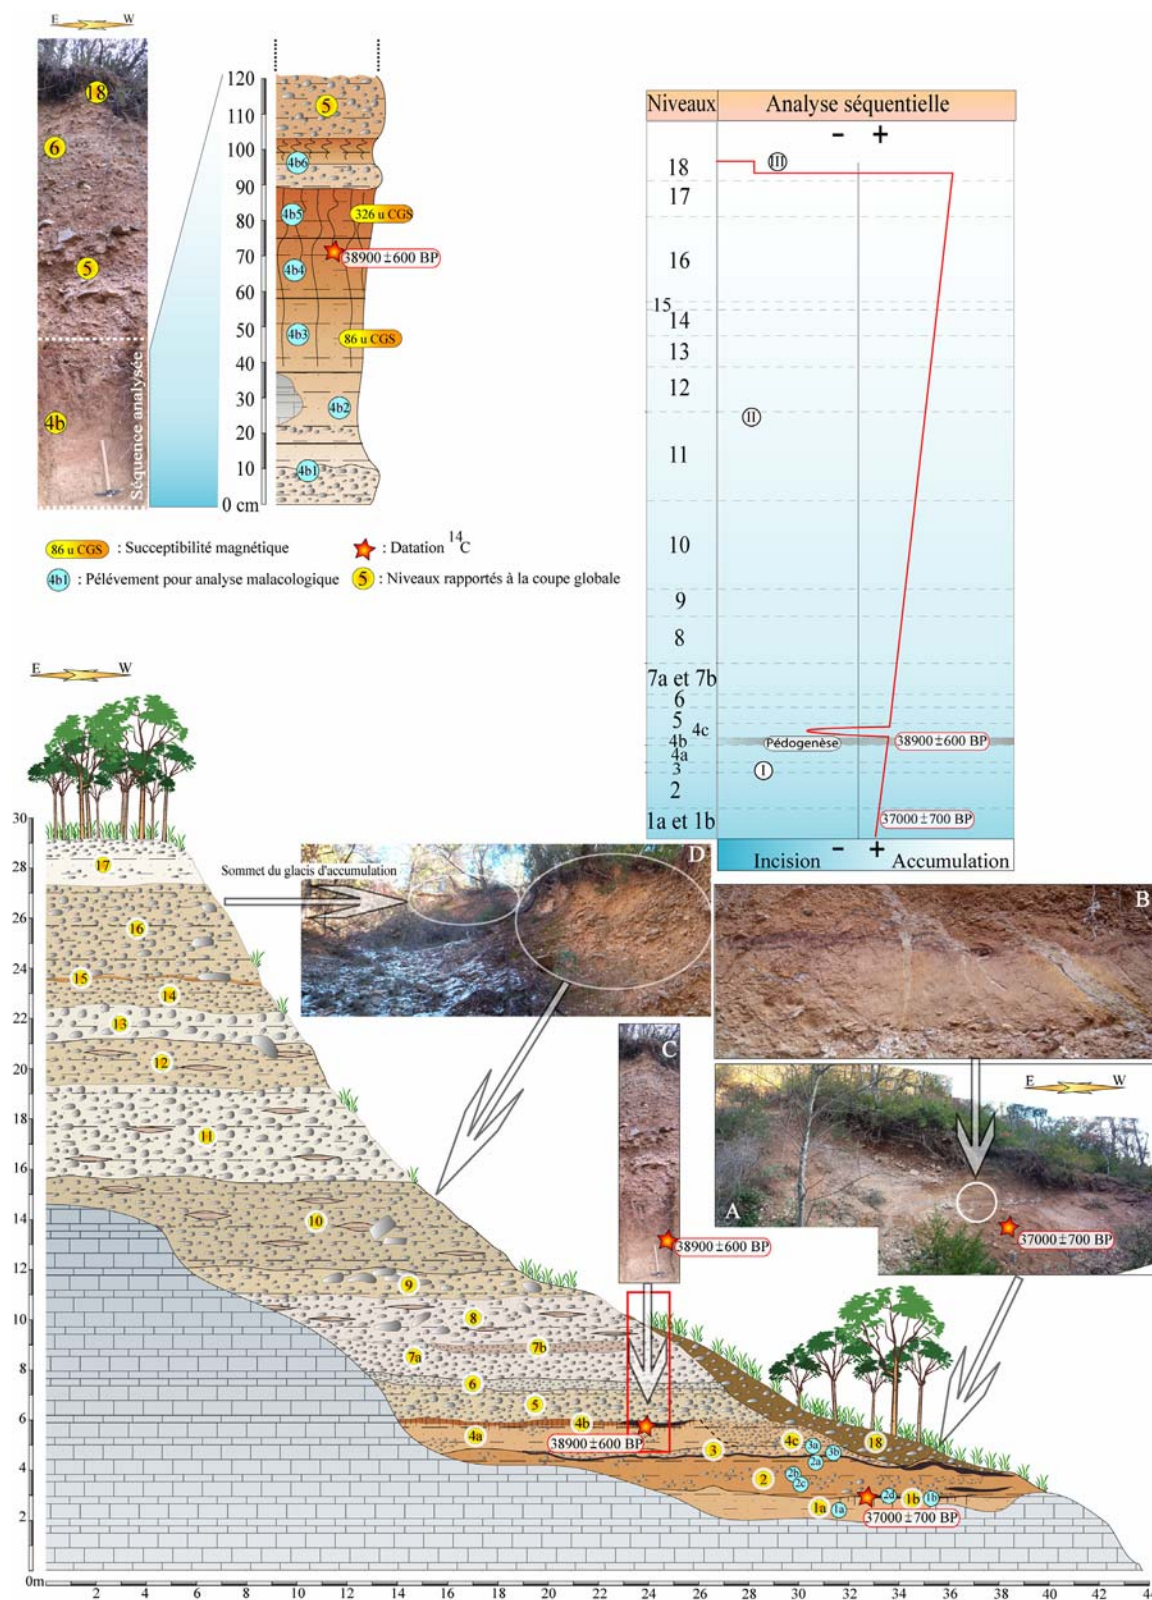 E W
18
6
5
4b
Séquence analysée
120
110
100
90
80
70
60
50
40
30
20
10
0 cm
5
4b6
4b5
326 u CGS
38900±600 BP
4b4
4b3
86 u CGS
4b2
4b1
86 u CGS : Susceptibilité magnétique
: Datation 14C
4b1 : Pélévement pour analyse malacologique
5 : Niveaux rapportés à la coupe globale
Niveaux Analyse séquentielle
- +
18 III
17
16
15
14
13
12
II
11
10
9
8
7a et 7b
6
5
4c
4b Pédogenèse 38900±600 BP
4a
3 I
2
1a et 1b 37000±700 BP
Incision - + Accumulation
E W
30
28
26
24
22
20
18
16
14
12
10
8
6
4
2
0m
17
16
15
14
13
12
11
10
9
8
7b
7a
6
5
4b
4a
38900±600 BP
3
4c
3a
3b
2a
18
2
2b
2c
2d
1b
1b
1a
1a
37000±700 BP
Sommet du glacis d'accumulation
D
B
C
38900±600 BP
E W
A
37000±700 BP
2 4 6 8 10 12 14 16 18 20 22 24 26 28 30 32 34 36 38 40 42 44